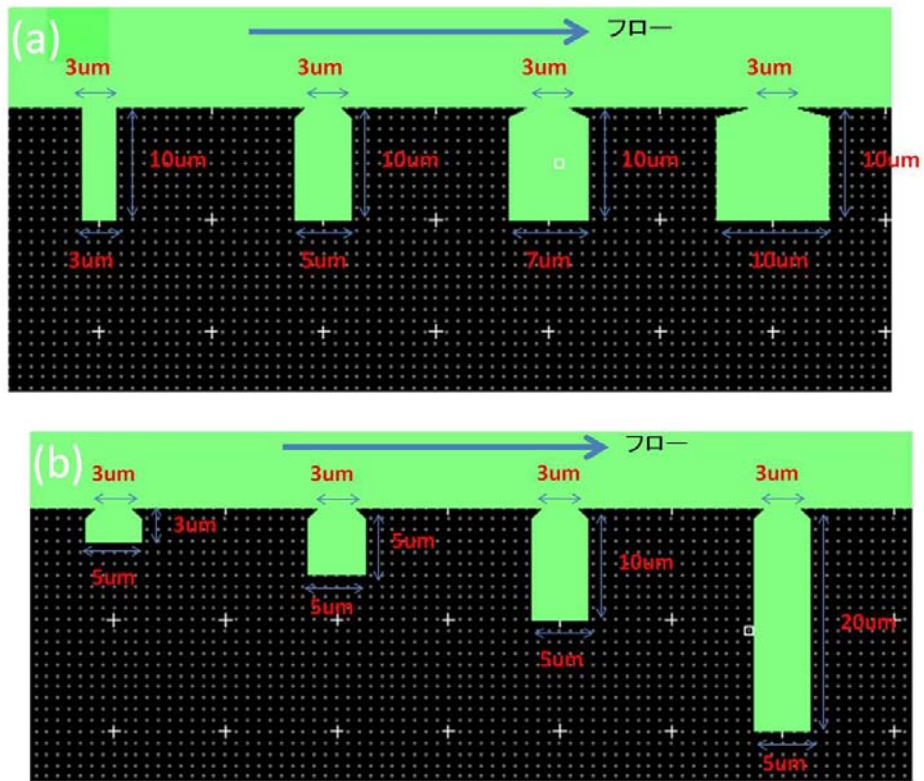 (a)
フロー
3um 3um 3um 3um
10um 10um 10um 10um
3um 5um 7um 10um
(b)
フロー
3um 3um 3um 3um
3um 5um 10um 20um
5um 5um 5um 5um